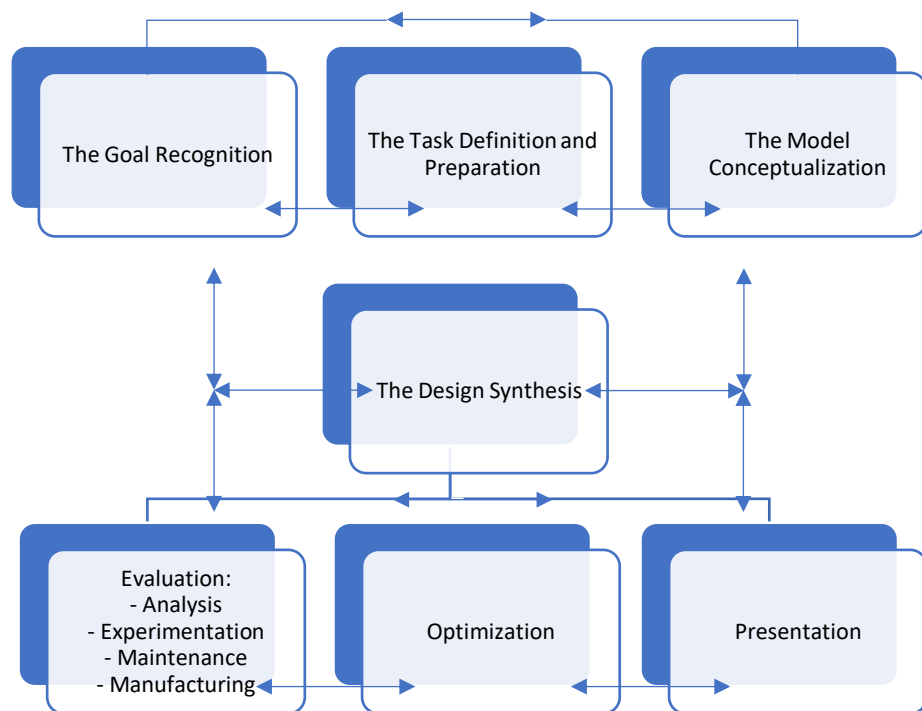 The Goal Recognition
The Task Definition and
Preparation
The Model
Conceptualization
The Design Synthesis
Evaluation:
- Analysis
- Experimentation
- Maintenance
- Manufacturing
Optimization
Presentation